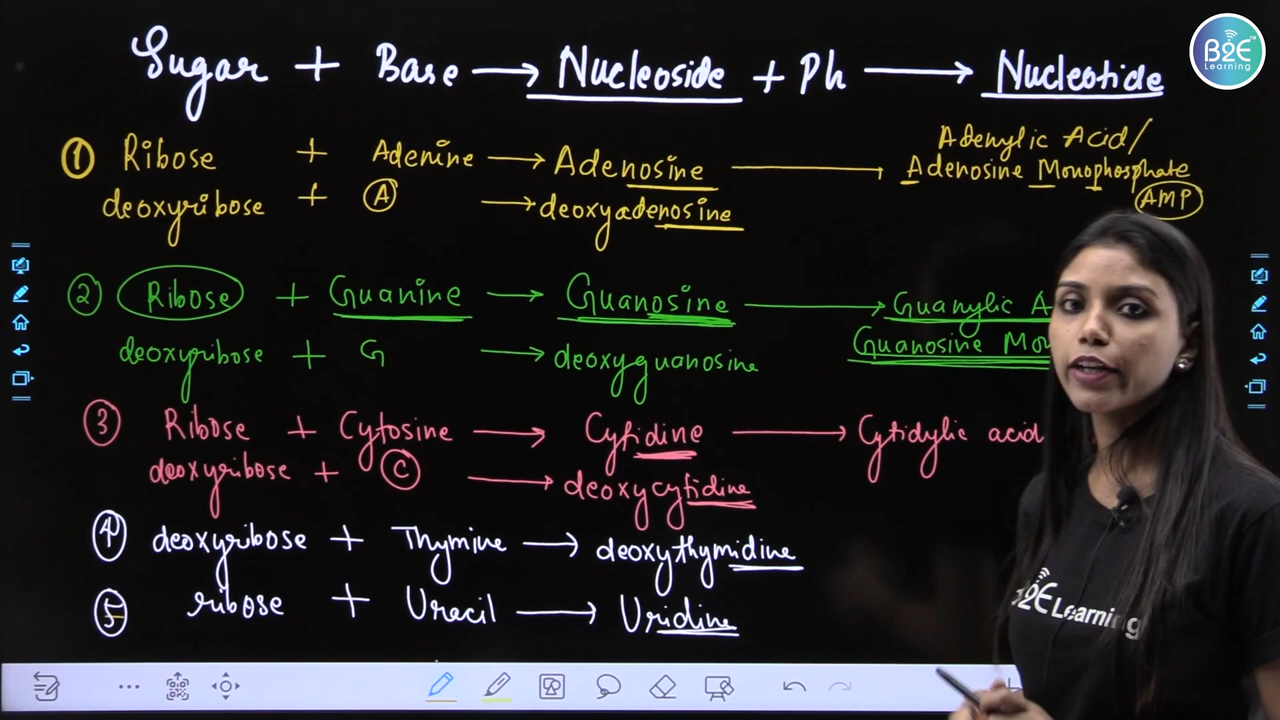 B2E
Learning
Sugar + Base → Nucleoside + Ph → Nucleotide
Adenylic Acid/
① Ribose + Adenine → Adenosine → Adenosine Monophosphate
AMP
deoxyribose + A → deoxyadenosine
② Ribose + Guanine → Guanosine → Guanylic A
deoxyribose + G → deoxyguanosine
Guanosine Mo
③ Ribose + Cytosine → Cytidine → Cytidylic acid
deoxyribose + C → deoxycytidine
④ deoxyribose + Thymine → deoxythymidine
⑤ ribose + Uracil → Uridine
B2E Learning